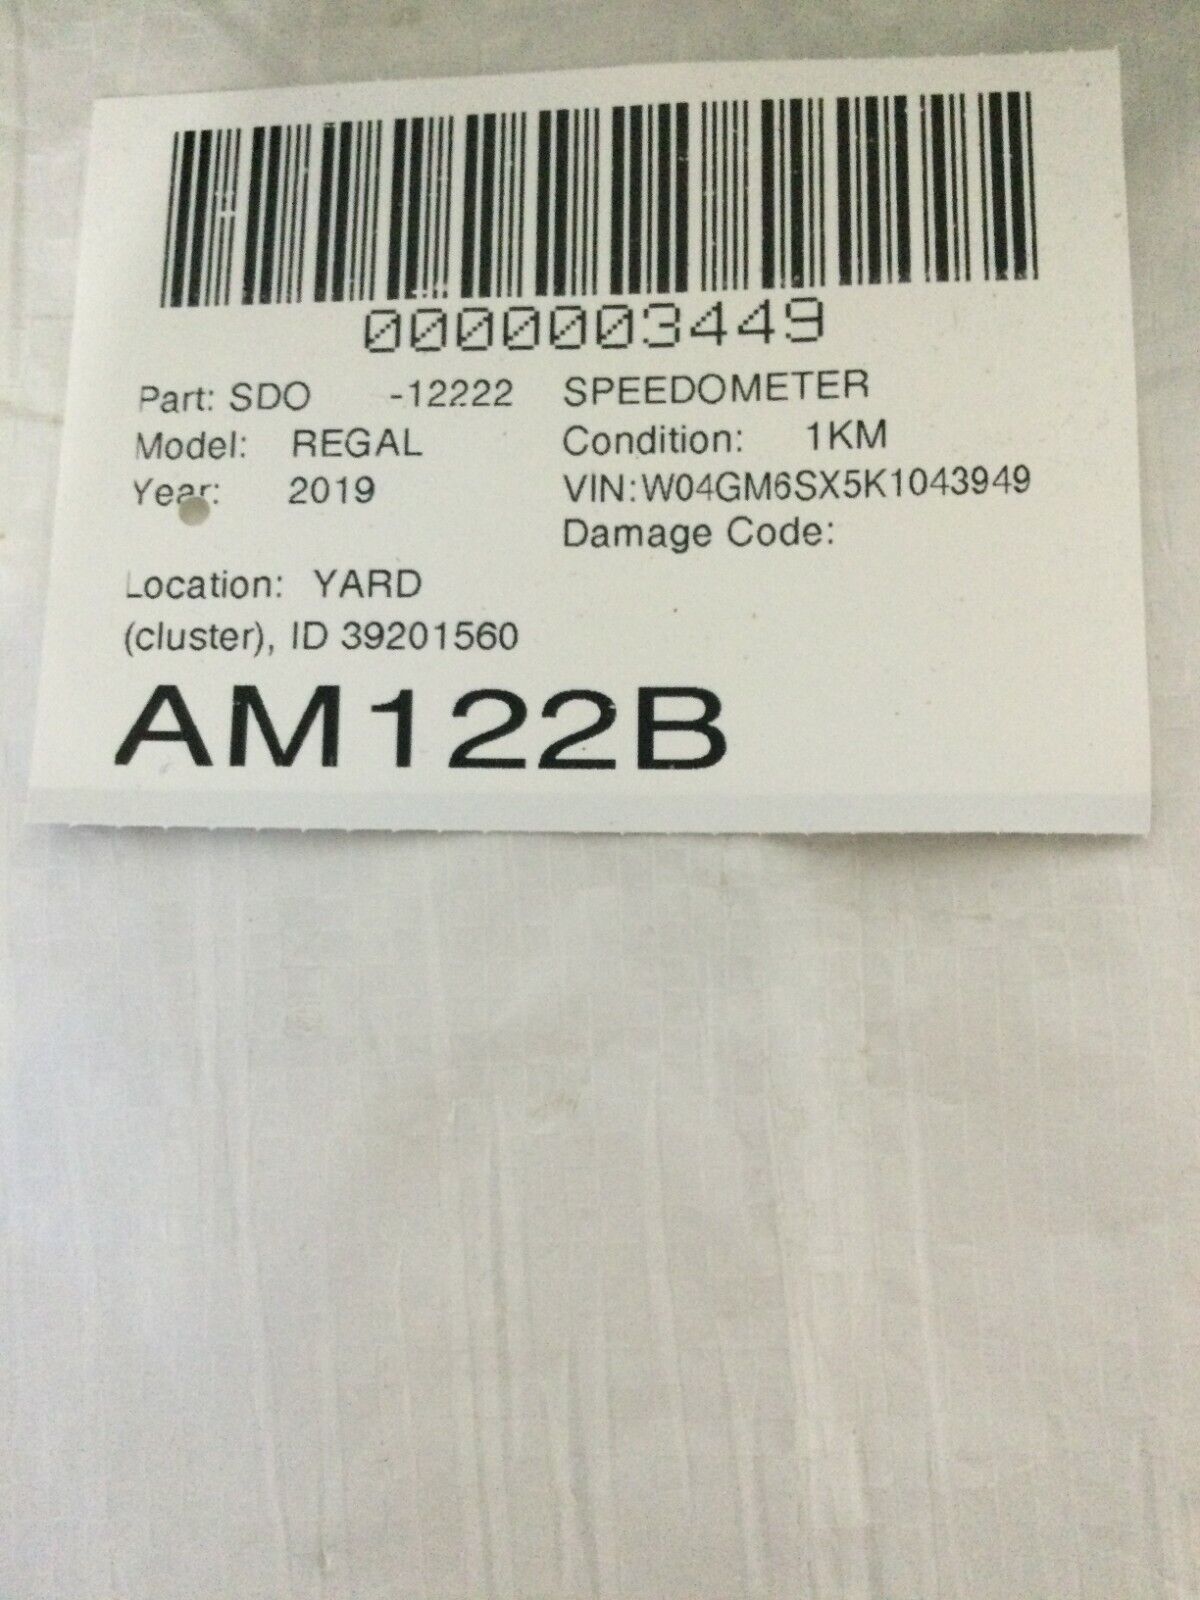 0000003449
Part: SDO -12222 SPEEDOMETER
Model: REGAL Condition: 1KM
Year: 2019 VIN:W04GM6SX5K1043949
Damage Code:
Location: YARD
(cluster), ID 39201560
AM122B